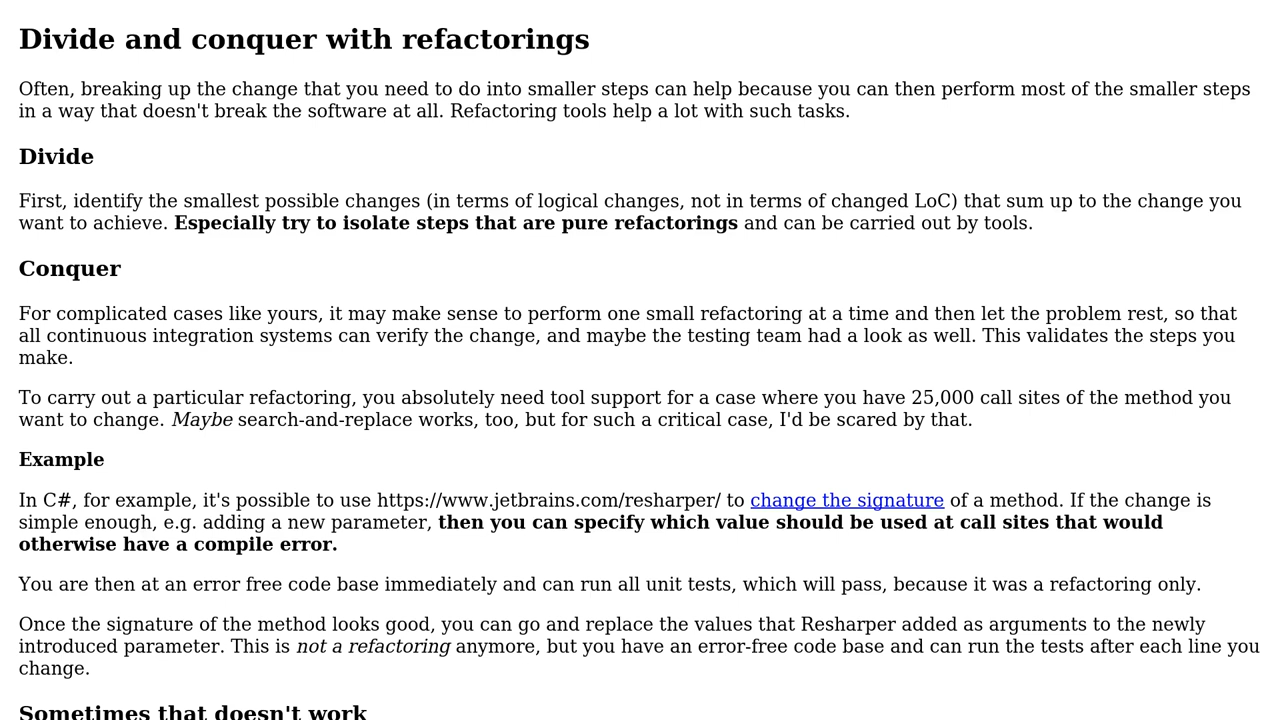 Divide and conquer with refactorings
Often, breaking up the change that you need to do into smaller steps can help because you can then perform most of the smaller steps
in a way that doesn't break the software at all. Refactoring tools help a lot with such tasks.
Divide
First, identify the smallest possible changes (in terms of logical changes, not in terms of changed LoC) that sum up to the change you
want to achieve. Especially try to isolate steps that are pure refactorings and can be carried out by tools.
Conquer
For complicated cases like yours, it may make sense to perform one small refactoring at a time and then let the problem rest, so that
all continuous integration systems can verify the change, and maybe the testing team had a look as well. This validates the steps you
make.
To carry out a particular refactoring, you absolutely need tool support for a case where you have 25,000 call sites of the method you
want to change. Maybe search-and-replace works, too, but for such a critical case, I'd be scared by that.
Example
In C#, for example, it's possible to use https://www.jetbrains.com/resharper/ to change the signature of a method. If the change is
simple enough, e.g. adding a new parameter, then you can specify which value should be used at call sites that would
otherwise have a compile error.
You are then at an error free code base immediately and can run all unit tests, which will pass, because it was a refactoring only.
Once the signature of the method looks good, you can go and replace the values that Resharper added as arguments to the newly
introduced parameter. This is not a refactoring anymore, but you have an error-free code base and can run the tests after each line you
change.
Sometimes that doesn't work